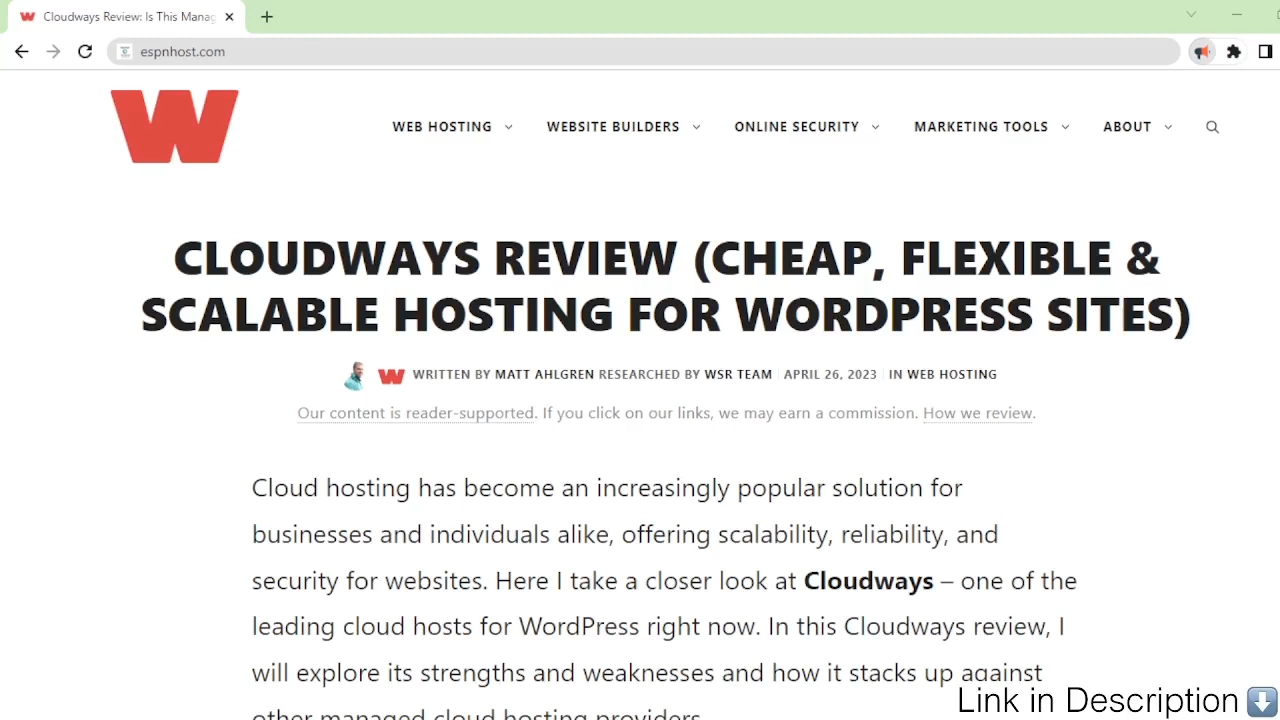 Cloudways Review: Is This Manag
espnhost.com
W
WEB HOSTING
WEBSITE BUILDERS
ONLINE SECURITY
MARKETING TOOLS
ABOUT
CLOUDWAYS REVIEW (CHEAP, FLEXIBLE &
SCALABLE HOSTING FOR WORDPRESS SITES)
WRITTEN BY MATT AHLGREN RESEARCHED BY WSR TEAM APRIL 26, 2023 IN WEB HOSTING
Our content is reader-supported. If you click on our links, we may earn a commission. How we review.
Cloud hosting has become an increasingly popular solution for
businesses and individuals alike, offering scalability, reliability, and
security for websites. Here I take a closer look at Cloudways – one of the
leading cloud hosts for WordPress right now. In this Cloudways review, I
will explore its strengths and weaknesses and how it stacks up against
other managed cloud hosting providers.
Link in Description